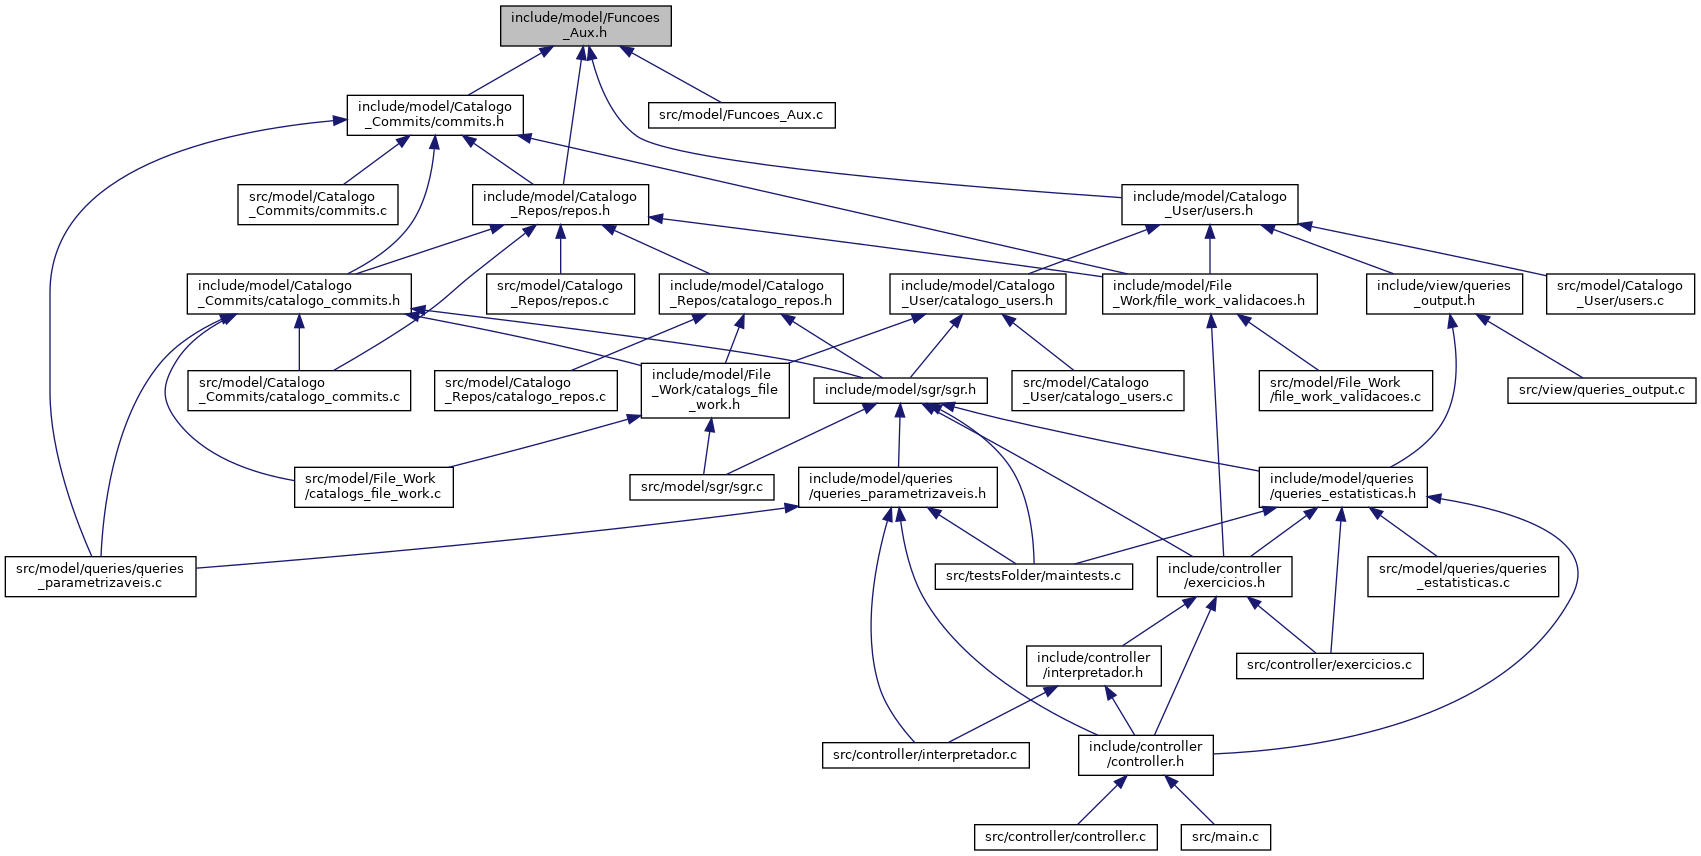 include/model/Funcoes
_Aux.h
include/model/Catalogo
_Commits/commits.h
src/model/Funcoes_Aux.c
src/model/Catalogo
_Commits/commits.c
include/model/Catalogo
_Repos/repos.h
include/model/Catalogo
_User/users.h
include/model/Catalogo
_Commits/catalogo_commits.h
src/model/Catalogo
_Repos/repos.c
include/model/Catalogo
_Repos/catalogo_repos.h
include/model/Catalogo
_User/catalogo_users.h
include/model/File
_Work/file_work_validacoes.h
include/view/queries
_output.h
src/model/Catalogo
_User/users.c
src/model/Catalogo
_Commits/catalogo_commits.c
src/model/Catalogo
_Repos/catalogo_repos.c
include/model/File
_Work/catalogs_file
_work.h
include/model/sgr/sgr.h
src/model/Catalogo
_User/catalogo_users.c
src/model/File_Work
/file_work_validacoes.c
src/view/queries_output.c
src/model/File_Work
/catalogs_file_work.c
src/model/sgr/sgr.c
include/model/queries
/queries_parametrizaveis.h
include/model/queries
/queries_estatisticas.h
src/model/queries/queries
_parametrizaveis.c
src/testsFolder/maintests.c
include/controller
/exercicios.h
src/model/queries/queries
_estatisticas.c
include/controller
/interpretador.h
src/controller/exercicios.c
src/controller/interpretador.c
include/controller
/controller.h
src/controller/controller.c
src/main.c